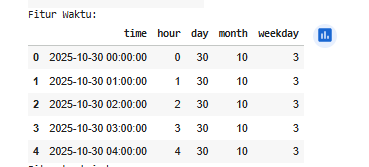 Fitur Waktu:
time hour day month weekday
0 2025-10-30 00:00:00 0 30 10 3
1 2025-10-30 01:00:00 1 30 10 3
2 2025-10-30 02:00:00 2 30 10 3
3 2025-10-30 03:00:00 3 30 10 3
4 2025-10-30 04:00:00 4 30 10 3